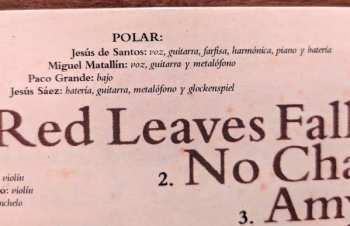 POLAR:
Jesús de Santos: voz, guitarra, farfisa, harmónica, piano y batería
Miguel Matallín: voz, guitarra y metalófono
Paco Grande: bajo
Jesús Sáez: batería, guitarra, metalófono y glockenspiel
Red Leaves Fall
violín
2. No Cha
violín
nchelo
3. Amy